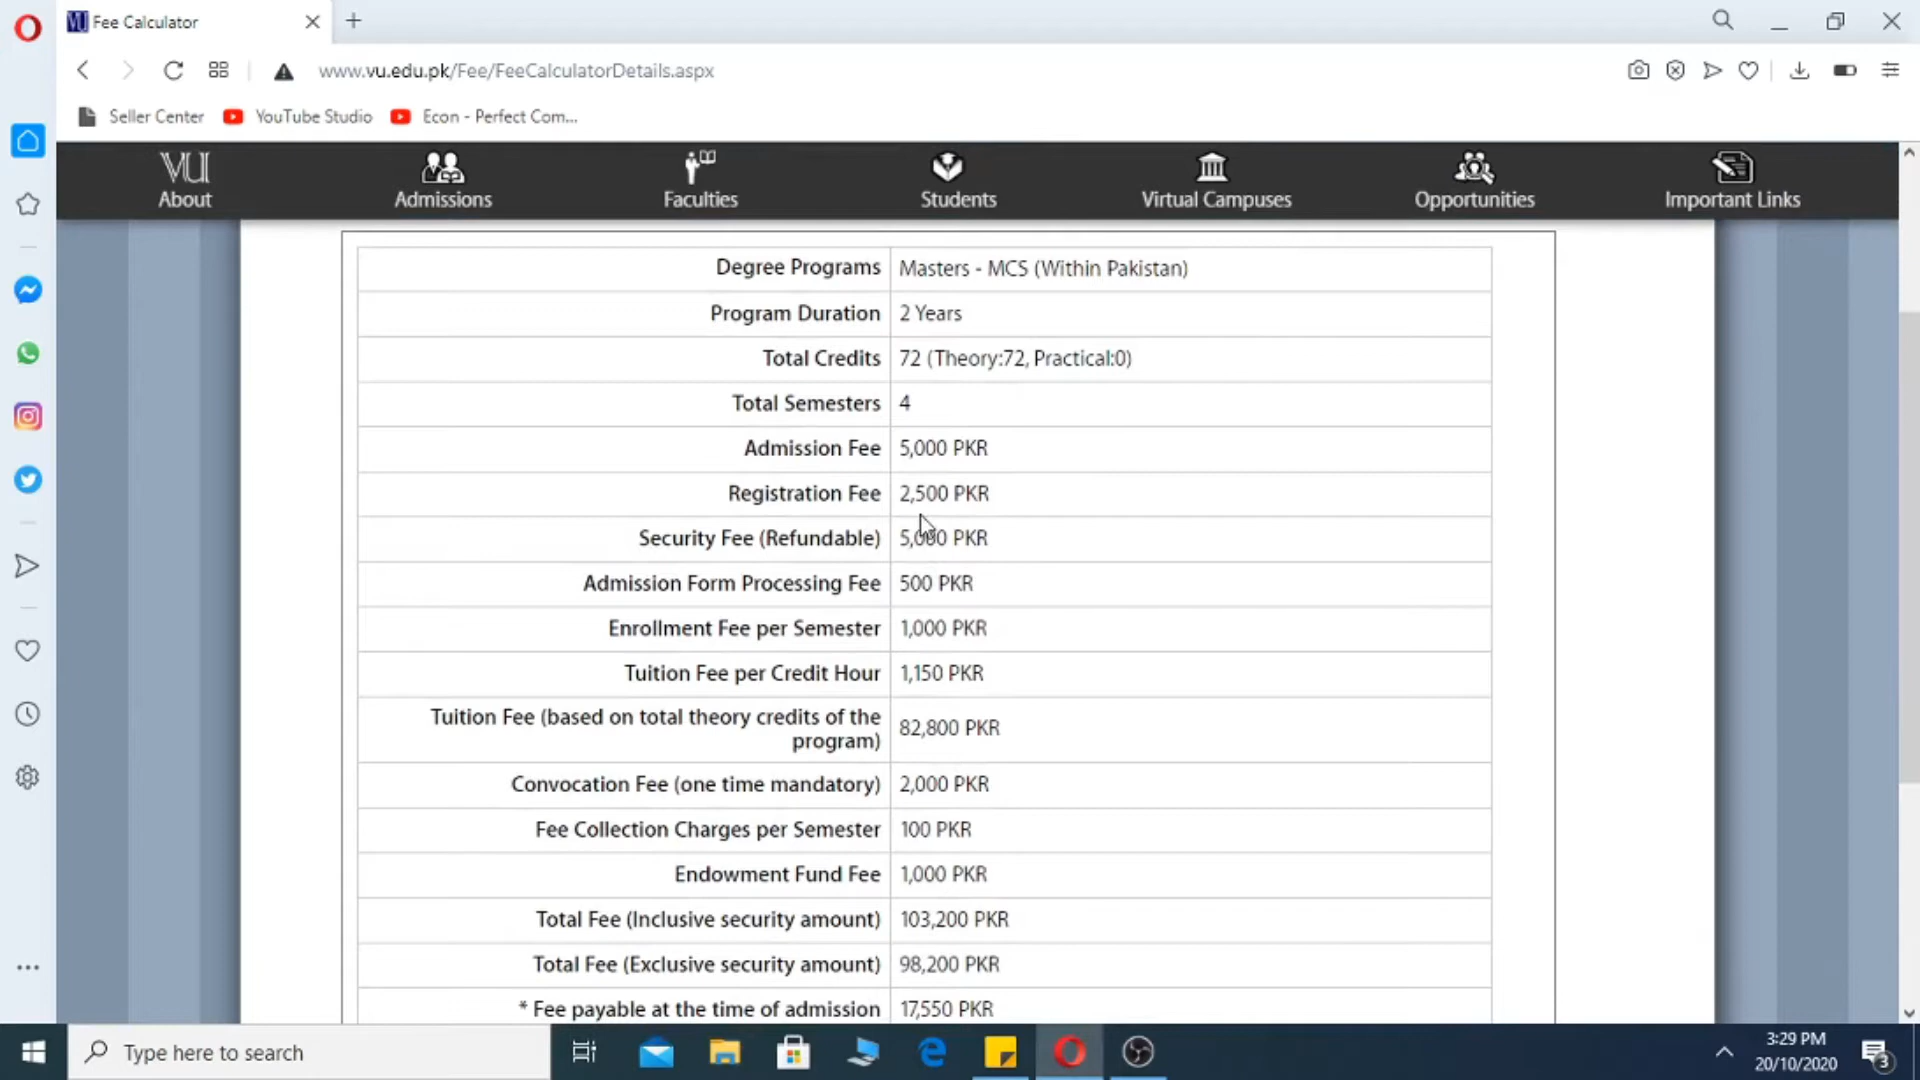 Fee Calculator
www.vu.edu.pk/Fee/FeeCalculatorDetails.aspx
Seller Center
YouTube Studio
Econ - Perfect Com...
VU
About
Admissions
Faculties
Students
Virtual Campuses
Opportunities
Important Links
Degree Programs Masters - MCS (Within Pakistan)
Program Duration 2 Years
Total Credits 72 (Theory:72, Practical:0)
Total Semesters 4
Admission Fee 5,000 PKR
Registration Fee 2,500 PKR
Security Fee (Refundable) 5,000 PKR
Admission Form Processing Fee 500 PKR
Enrollment Fee per Semester 1,000 PKR
Tuition Fee per Credit Hour 1,150 PKR
Tuition Fee (based on total theory credits of the
program) 82,800 PKR
Convocation Fee (one time mandatory) 2,000 PKR
Fee Collection Charges per Semester 100 PKR
Endowment Fund Fee 1,000 PKR
Total Fee (Inclusive security amount) 103,200 PKR
Total Fee (Exclusive security amount) 98,200 PKR
* Fee payable at the time of admission 17,550 PKR
Type here to search
3:29 PM
20/10/2020
3